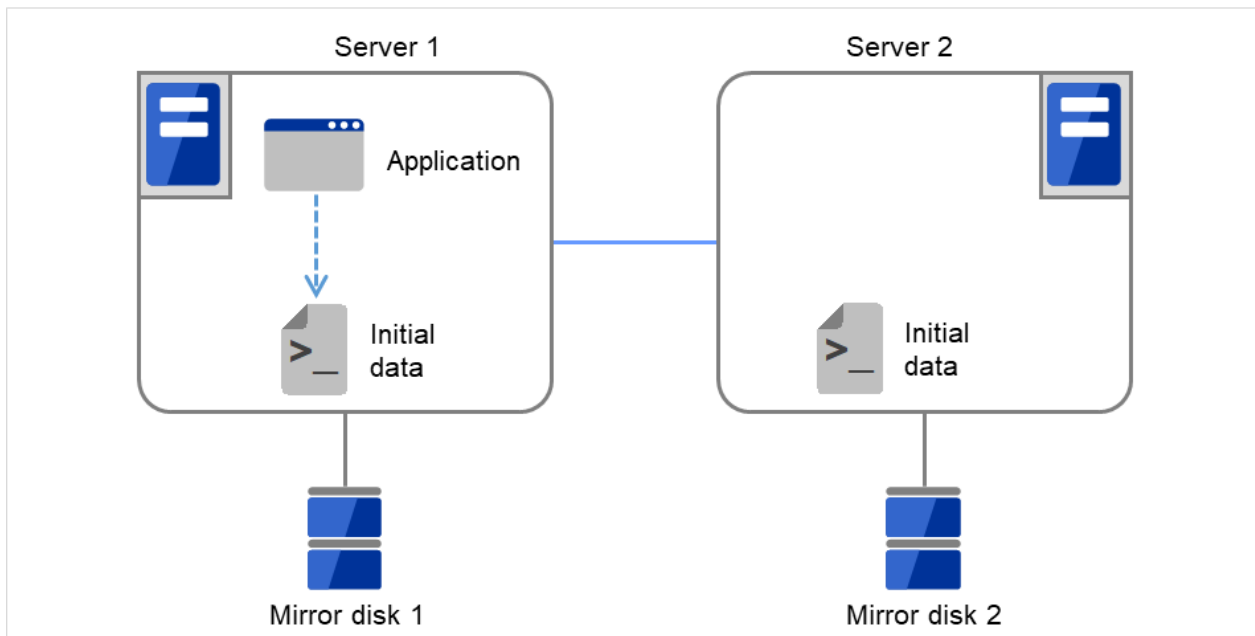 Server 1
Server 2
Application
Initial
data
>_
Initial
data
>_
Mirror disk 1
Mirror disk 2